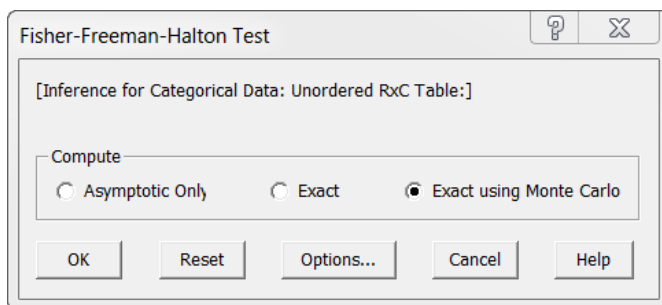 Fisher-Freeman-Halton Test
[Inference for Categorical Data: Unordered RxC Table:]
Compute
Asymptotic Only
Exact
Exact using Monte Carlo
OK
Reset
Options...
Cancel
Help